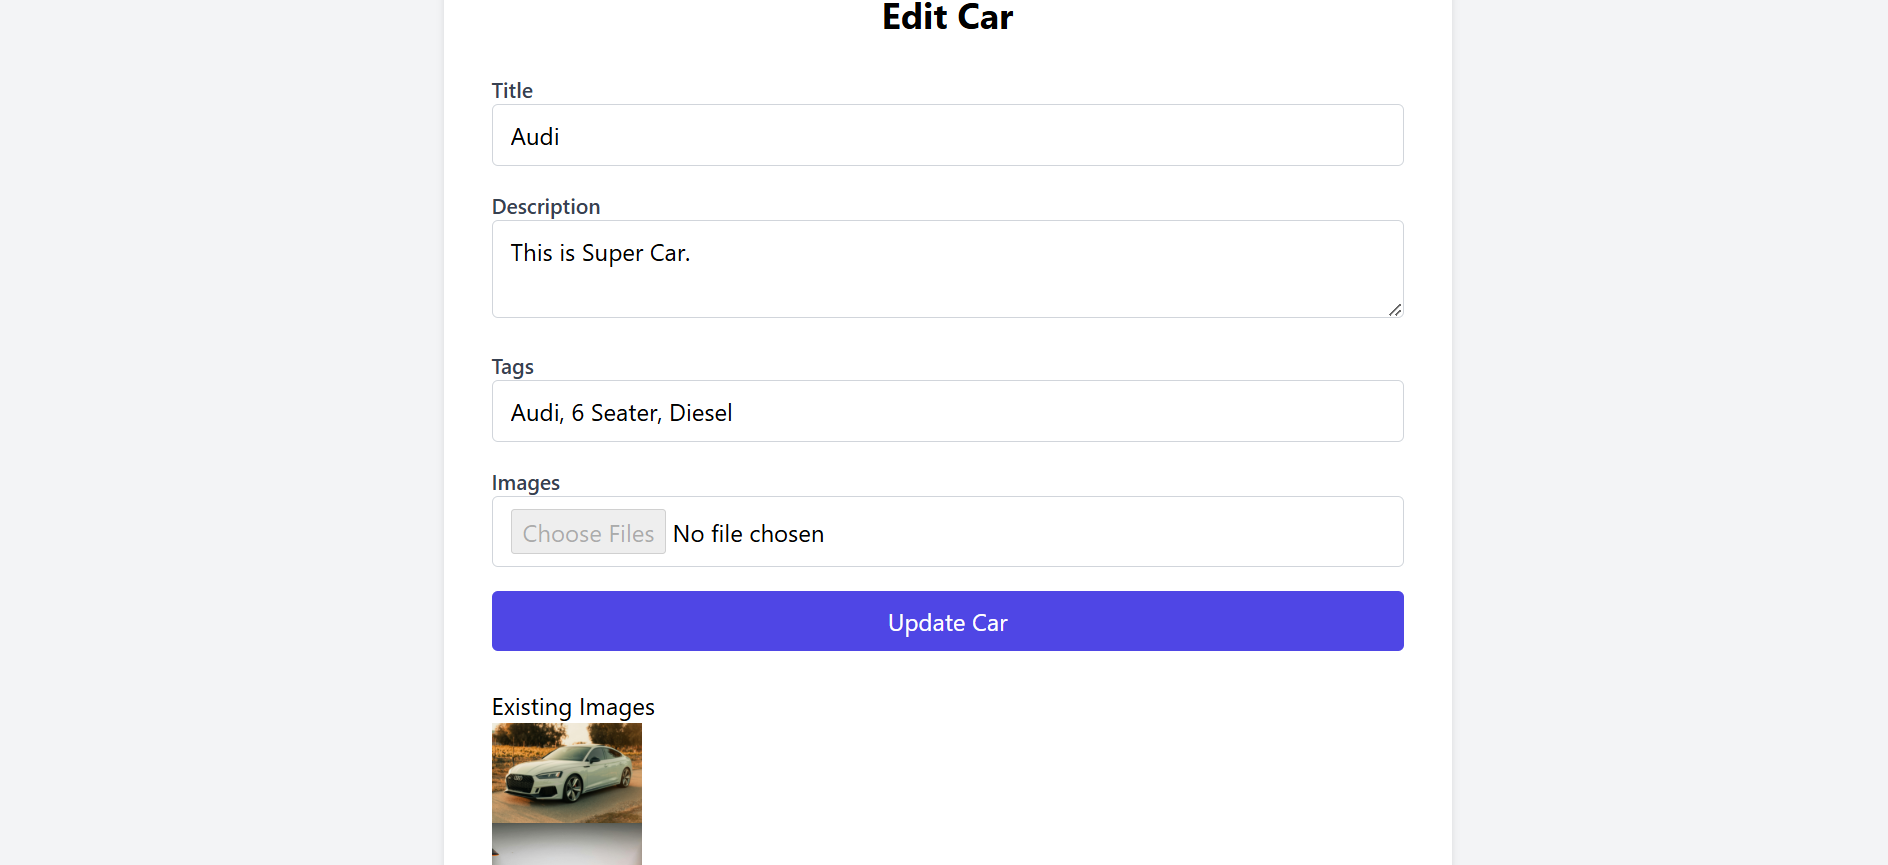 Edit Car
Title
Audi
Description
This is Super Car.
Tags
Audi, 6 Seater, Diesel
Images
Choose Files No file chosen
Update Car
Existing Images